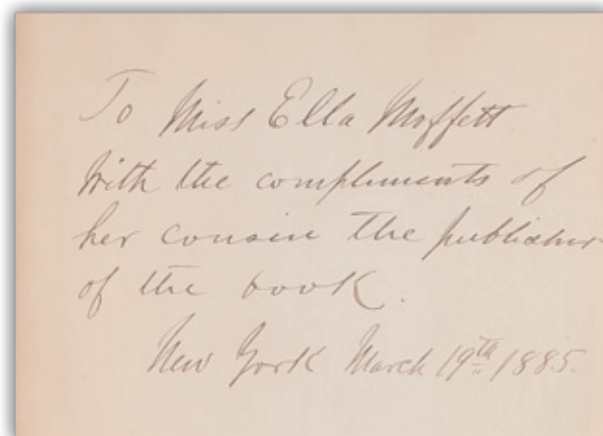 To Miss Ella Moffett
With the compliments of
her cousin the publisher
of the book.
New York March 19th 1885.